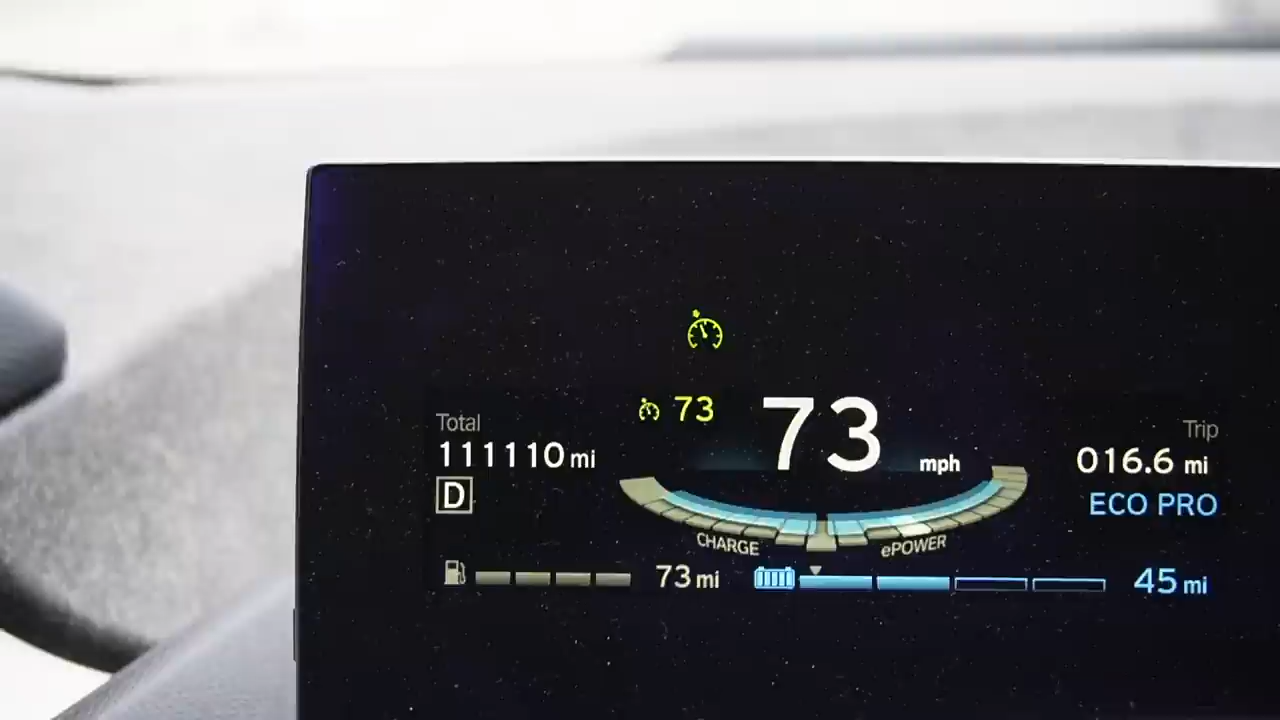 73
73 mph
Total
111110 mi
D
Trip
016.6 mi
ECO PRO
CHARGE
ePOWER
73 mi
45 mi